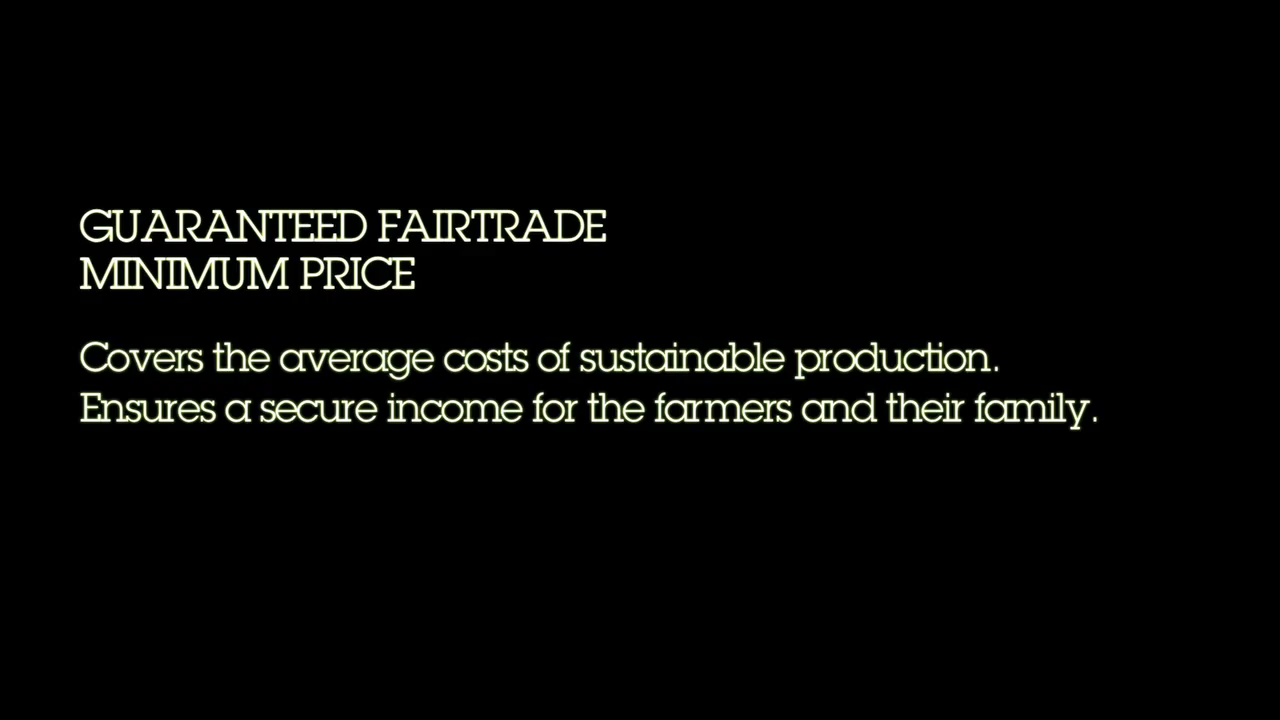 GUARANTEED FAIRTRADE
MINIMUM PRICE
Covers the average costs of sustainable production.
Ensures a secure income for the farmers and their family.